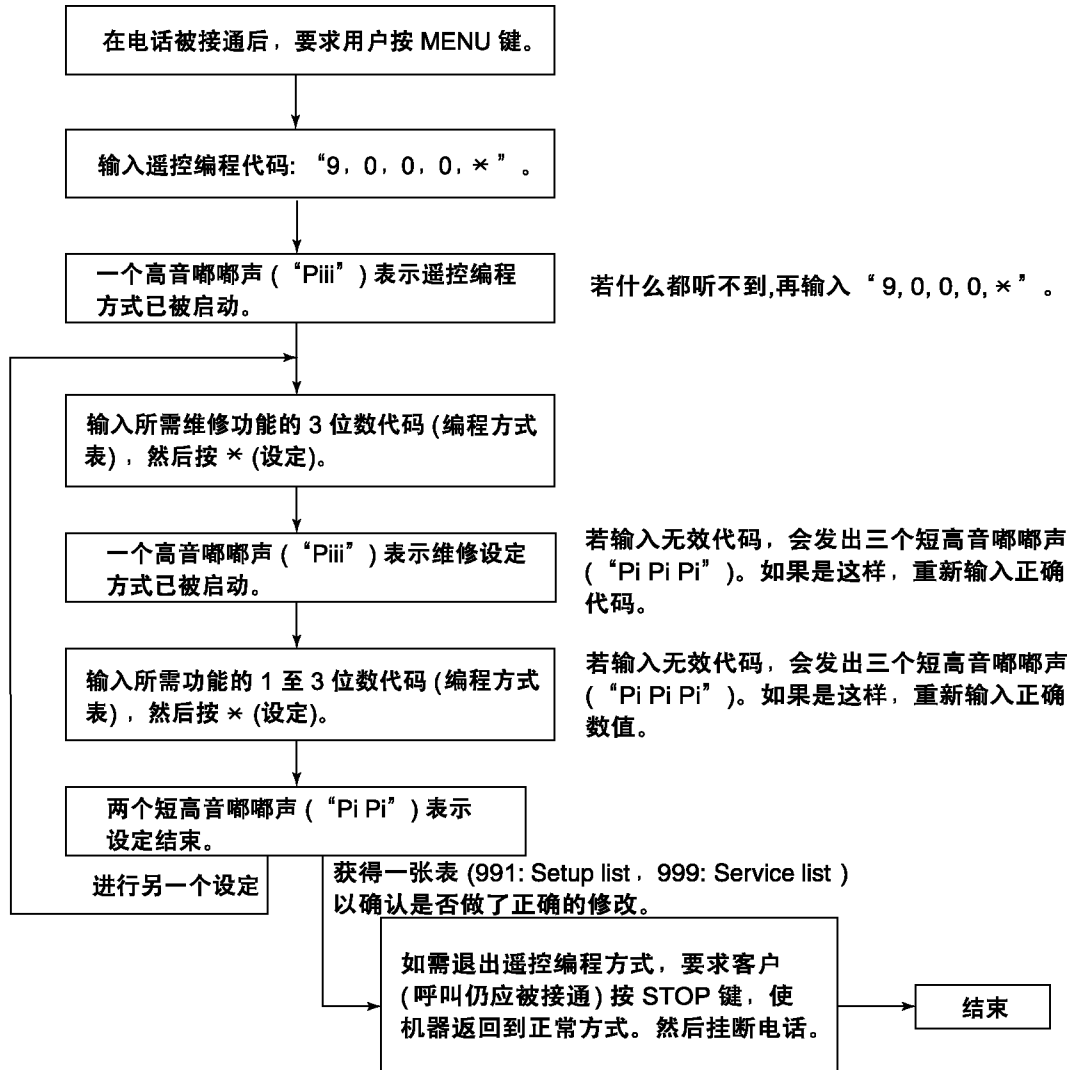 在电话被接通后，要求用户按 MENU 键。
输入遥控编程代码: “9，0，0，0，*”。
一个高音嘟嘟声 (“Piii”) 表示遥控编程
方式已被启动。
若什么都听不到,再输入“9, 0, 0, 0, *”。
输入所需维修功能的 3 位数代码 (编程方式
表)，然后按 * (设定)。
一个高音嘟嘟声 (“Piii”) 表示维修设定
方式已被启动。
若输入无效代码，会发出三个短高音嘟嘟声
(“Pi Pi Pi”)。如果是这样，重新输入正确
代码。
输入所需功能的 1 至 3 位数代码 (编程方式
表)，然后按 * (设定)。
若输入无效代码，会发出三个短高音嘟嘟声
(“Pi Pi Pi”)。如果是这样，重新输入正确
数值。
两个短高音嘟嘟声 (“Pi Pi”) 表示
设定结束。
进行另一个设定
获得一张表 (991: Setup list，999: Service list )
以确认是否做了正确的修改。
如需退出遥控编程方式，要求客户
(呼叫仍应被接通) 按 STOP 键，使
机器返回到正常方式。然后挂断电话。
结束